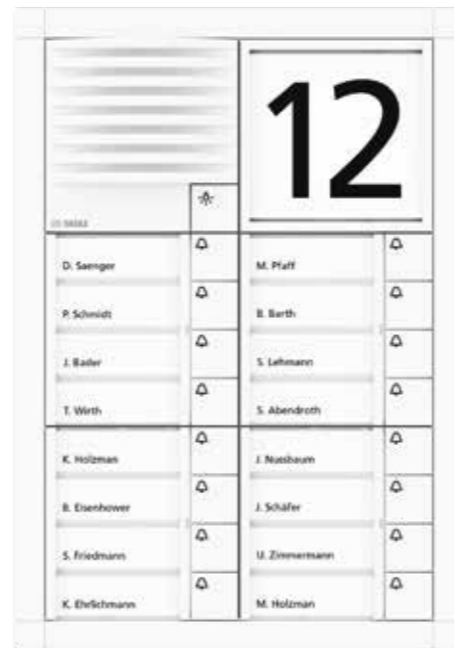 12
D. Saenger
M. Pfaff
P. Schmidt
B. Barth
J. Bader
S. Lehmann
T. Wirth
S. Abendroth
K. Holzman
J. Nussbaum
B. Eisenhower
J. Schäfer
S. Friedmann
U. Zimmermann
K. Ehrlichmann
M. Holzman